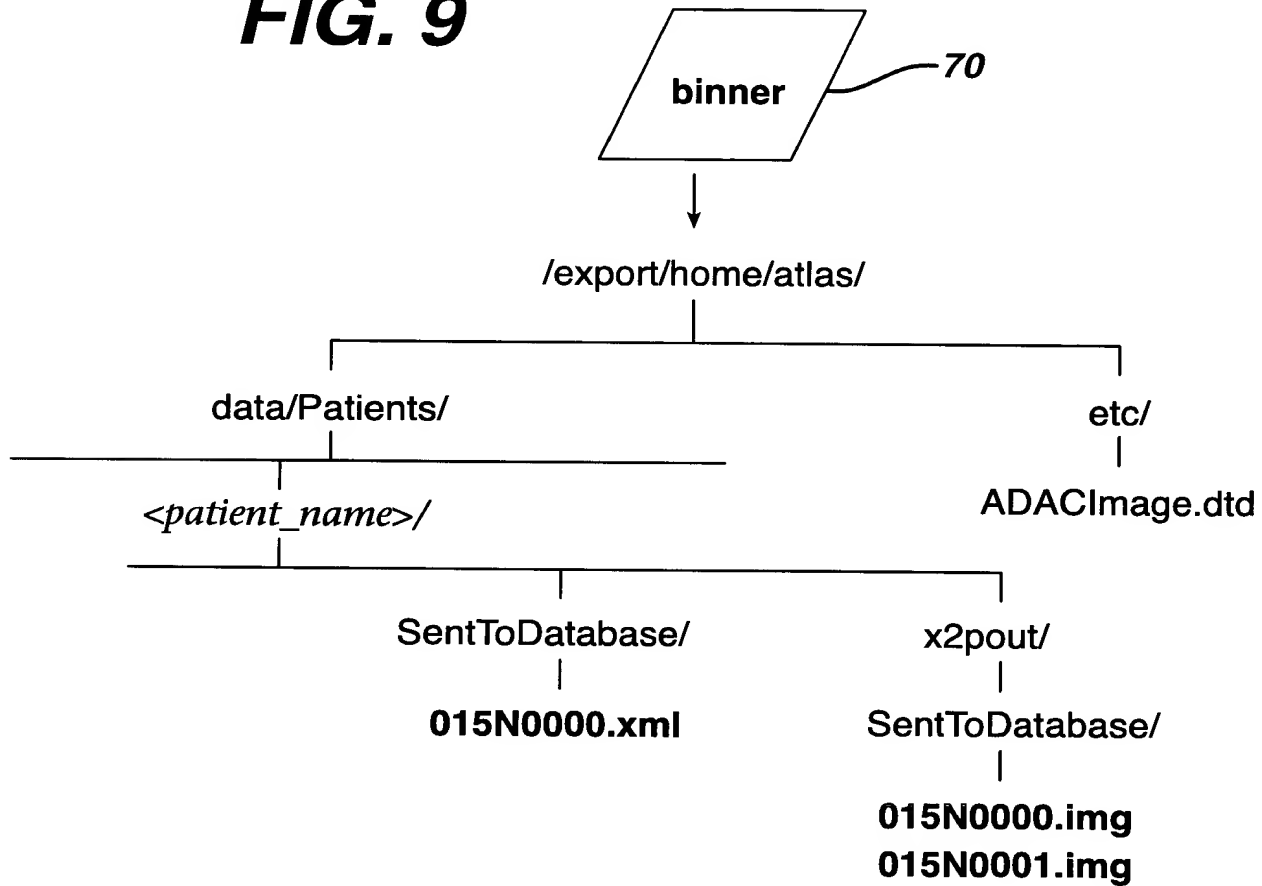 FIG. 9
binner
70
/export/home/atlas/
data/Patients/
etc/
<patient_name>/
ADACImage.dtd
SentToDatabase/
x2pout/
015N0000.xml
SentToDatabase/
015N0000.img
015N0001.img